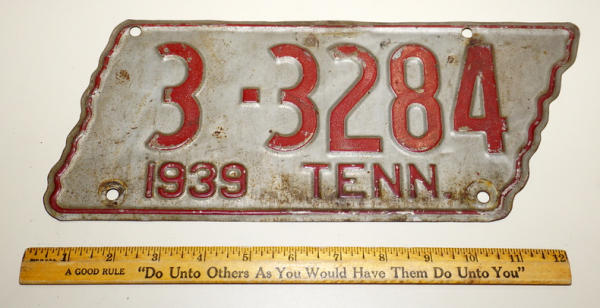 3·3284
1939 TENN.
1 2 3 4 5 6 7 8 9 10 11 12
A GOOD RULE "Do Unto Others As You Would Have Them Do Unto You"